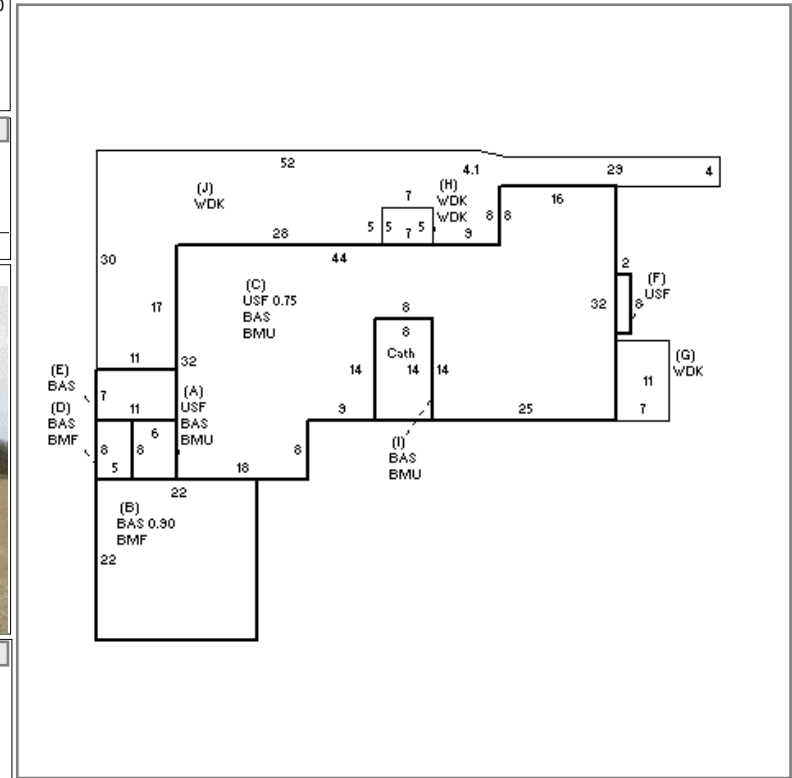 52
4.1
29
4
(J)
WDK
7
(H)
WDK
WDK
16
5
5
7
5
9
8
8
28
44
30
17
(C)
USF 0.75
BAS
BMU
2
(F)
USF
32
8
8
8
Cath
14
14
14
(G)
WDK
11
7
11
32
(E)
BAS
7
(D)
BAS
BMF
11
(A)
USF
BAS
BMU
6
8
8
5
9
25
8
18
(I)
BAS
BMU
22
(B)
BAS 0.90
BMF
22